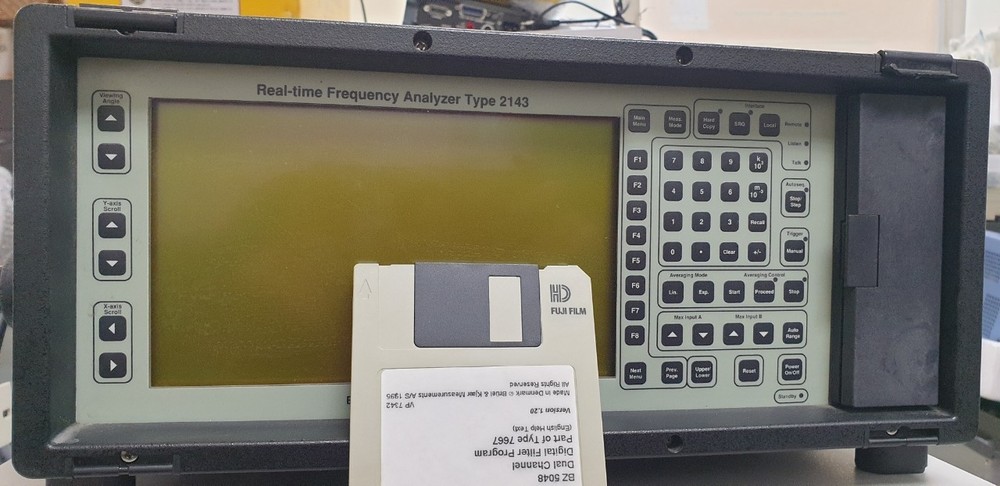 Real-time Frequency Analyzer Type 2143
Viewing
Angle
Y-axis
Scroll
X-axis
Scroll
Main
Menu
Meas.
Mode
Interface
Hard
Copy
SRQ
Local
Remote
Listen
Talk
F1
F2
F3
F4
F5
F6
F7
F8
7
8
9
k
10³
4
5
6
m
10⁻³
1
2
3
Recall
0
•
Clear
+/-
Autoseq
Stop/
Step
Trigger
Manual
Averaging Mode
Averaging Control
Lin.
Exp.
Start
Proceed
Stop
Max Input A
Max Input B
Auto
Range
Next
Menu
Prev.
Page
Upper/
Lower
Reset
Power
On/Off
Standby
HD
FUJI FILM
BZ 5048
Dual Channel
Digital Filter Program
Part of Type 7667
(English Help Text)
Version 1.20
VP 7342
Made in Denmark © Brüel & Kjær Measurements A/S 1995
All Rights Reserved